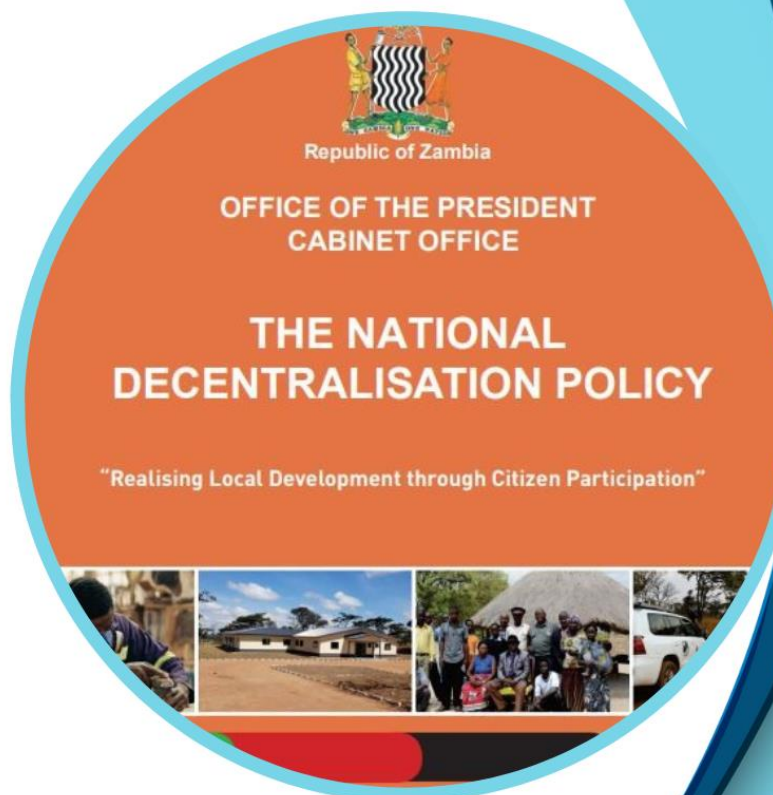 Republic of Zambia
OFFICE OF THE PRESIDENT
CABINET OFFICE
THE NATIONAL
DECENTRALISATION POLICY
“Realising Local Development through Citizen Participation”